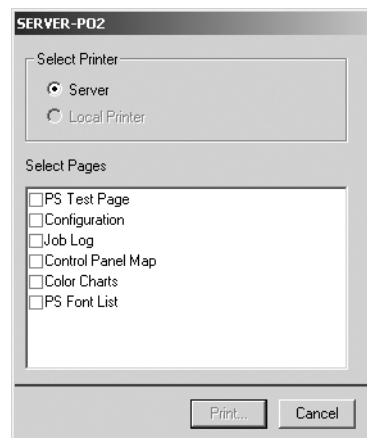 SERVER-PO2
Select Printer
Server
Local Printer
Select Pages
PS Test Page
Configuration
Job Log
Control Panel Map
Color Charts
PS Font List
Print...
Cancel